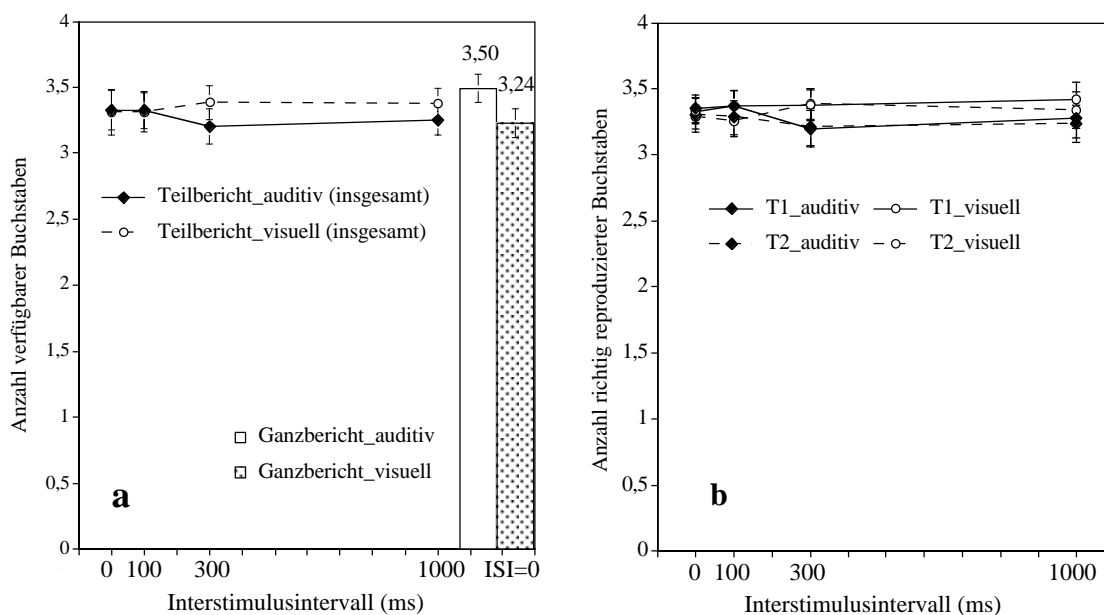 Anzahl verfügbarer Buchstaben
4
3,5
3
2,5
2
1,5
1
0,5
0
3,50
3,24
Teilbericht_auditiv (insgesamt)
Teilbericht_visuell (insgesamt)
Ganzbericht_auditiv
Ganzbericht_visuell
a
0 100 300 1000 ISI=0
Interstimulusintervall (ms)
Anzahl richtig reproduzierter Buchstaben
4
3,5
3
2,5
2
1,5
1
0,5
0
T1_auditiv T1_visuell
T2_auditiv T2_visuell
b
0 100 300 1000
Interstimulusintervall (ms)